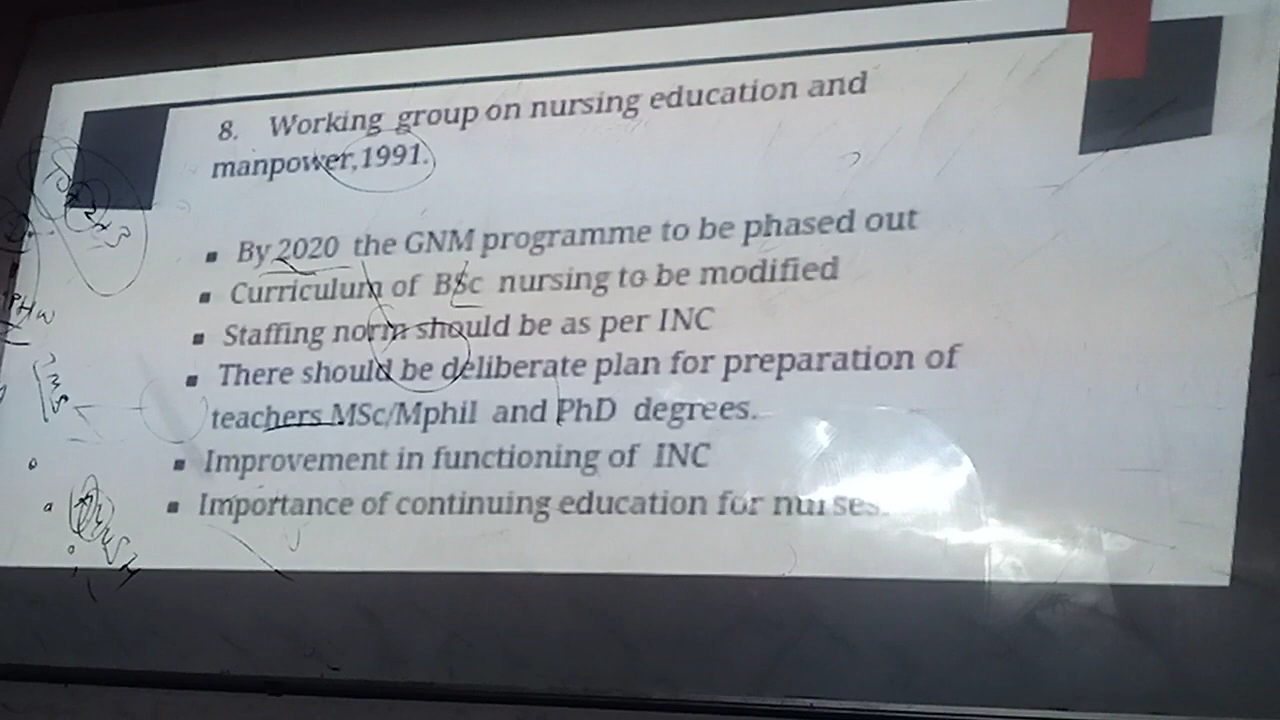 8. Working group on nursing education and
manpower,1991.
▪ By 2020 the GNM programme to be phased out
▪ Curriculum of BSc nursing to be modified
▪ Staffing norm should be as per INC
▪ There should be deliberate plan for preparation of
teachers MSc/Mphil and PhD degrees.
▪ Improvement in functioning of INC
▪ Importance of continuing education for nurses.